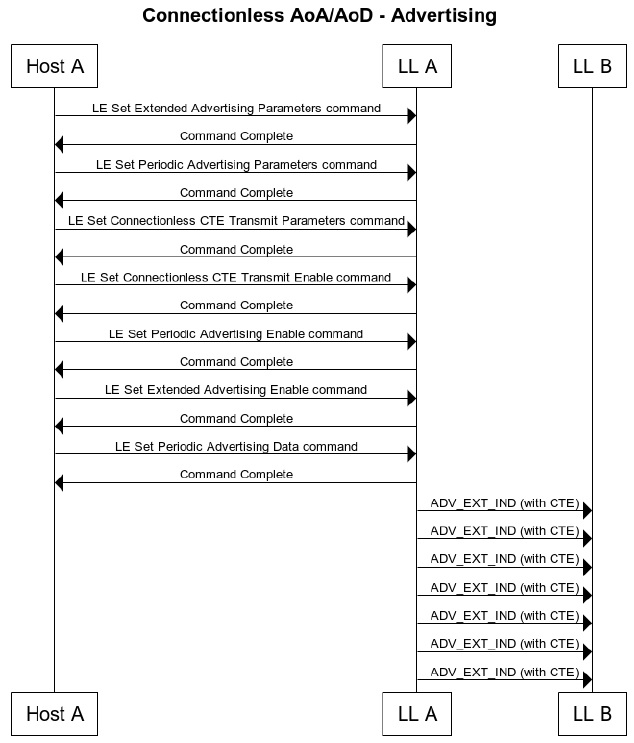 Connectionless AoA/AoD - Advertising
Host A
LL A
LL B
LE Set Extended Advertising Parameters command
Command Complete
LE Set Periodic Advertising Parameters command
Command Complete
LE Set Connectionless CTE Transmit Parameters command
Command Complete
LE Set Connectionless CTE Transmit Enable command
Command Complete
LE Set Periodic Advertising Enable command
Command Complete
LE Set Extended Advertising Enable command
Command Complete
LE Set Periodic Advertising Data command
Command Complete
ADV_EXT_IND (with CTE)
ADV_EXT_IND (with CTE)
ADV_EXT_IND (with CTE)
ADV_EXT_IND (with CTE)
ADV_EXT_IND (with CTE)
ADV_EXT_IND (with CTE)
ADV_EXT_IND (with CTE)
Host A
LL A
LL B